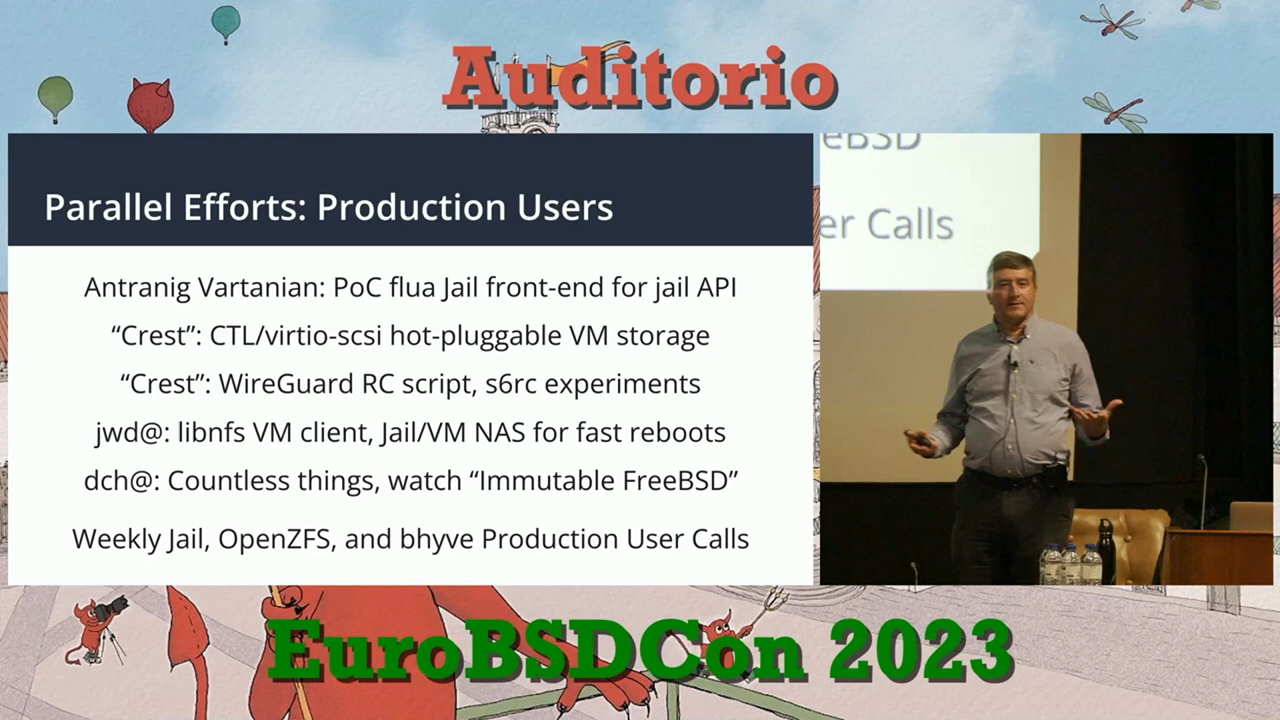 Auditorio
Parallel Efforts: Production Users
Antranig Vartanian: PoC flua Jail front-end for jail API
“Crest”: CTL/virtio-scsi hot-pluggable VM storage
“Crest”: WireGuard RC script, s6rc experiments
jwd@: libnfs VM client, Jail/VM NAS for fast reboots
dch@: Countless things, watch “Immutable FreeBSD”
Weekly Jail, OpenZFS, and bhyve Production User Calls
eBSD
er Calls
EuroBSDCon 2023